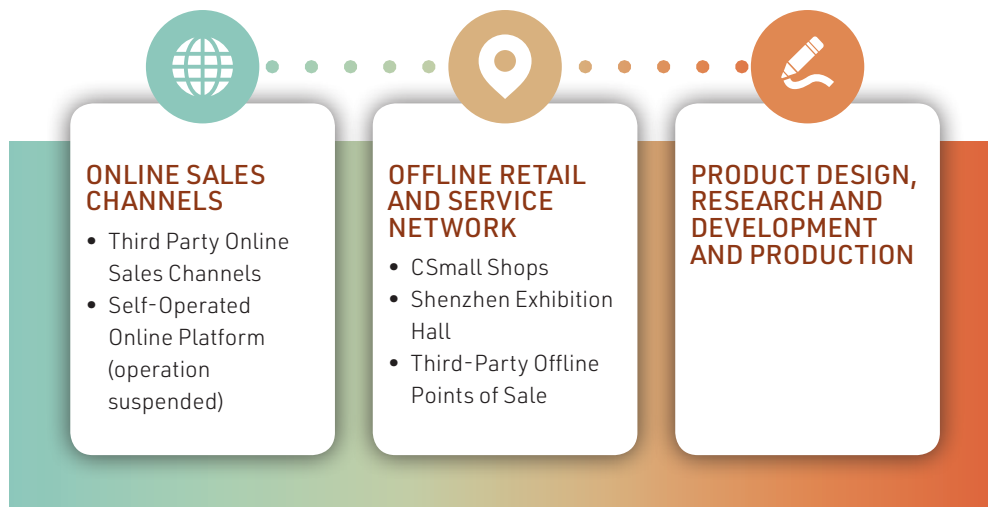 ONLINE SALES
CHANNELS
• Third Party Online
Sales Channels
• Self-Operated
Online Platform
(operation
suspended)
OFFLINE RETAIL
AND SERVICE
NETWORK
• CSmall Shops
• Shenzhen Exhibition
Hall
• Third-Party Offline
Points of Sale
PRODUCT DESIGN,
RESEARCH AND
DEVELOPMENT
AND PRODUCTION